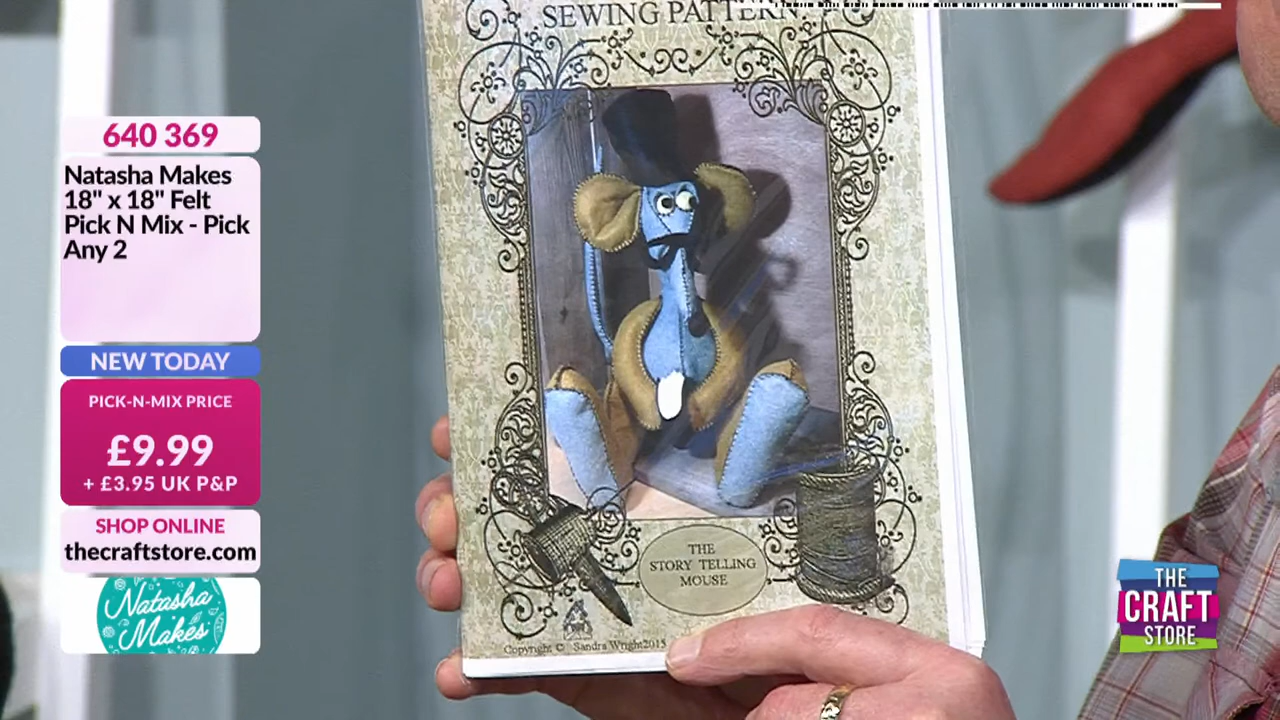 640 369
Natasha Makes
18" x 18" Felt
Pick N Mix - Pick
Any 2
NEW TODAY
PICK-N-MIX PRICE
£9.99
+ £3.95 UK P&P
SHOP ONLINE
thecraftstore.com
Natasha
Makes
SEWING PATTERN
THE
STORY TELLING
MOUSE
Copyright © Sandra Wright2015
THE
CRAFT
STORE